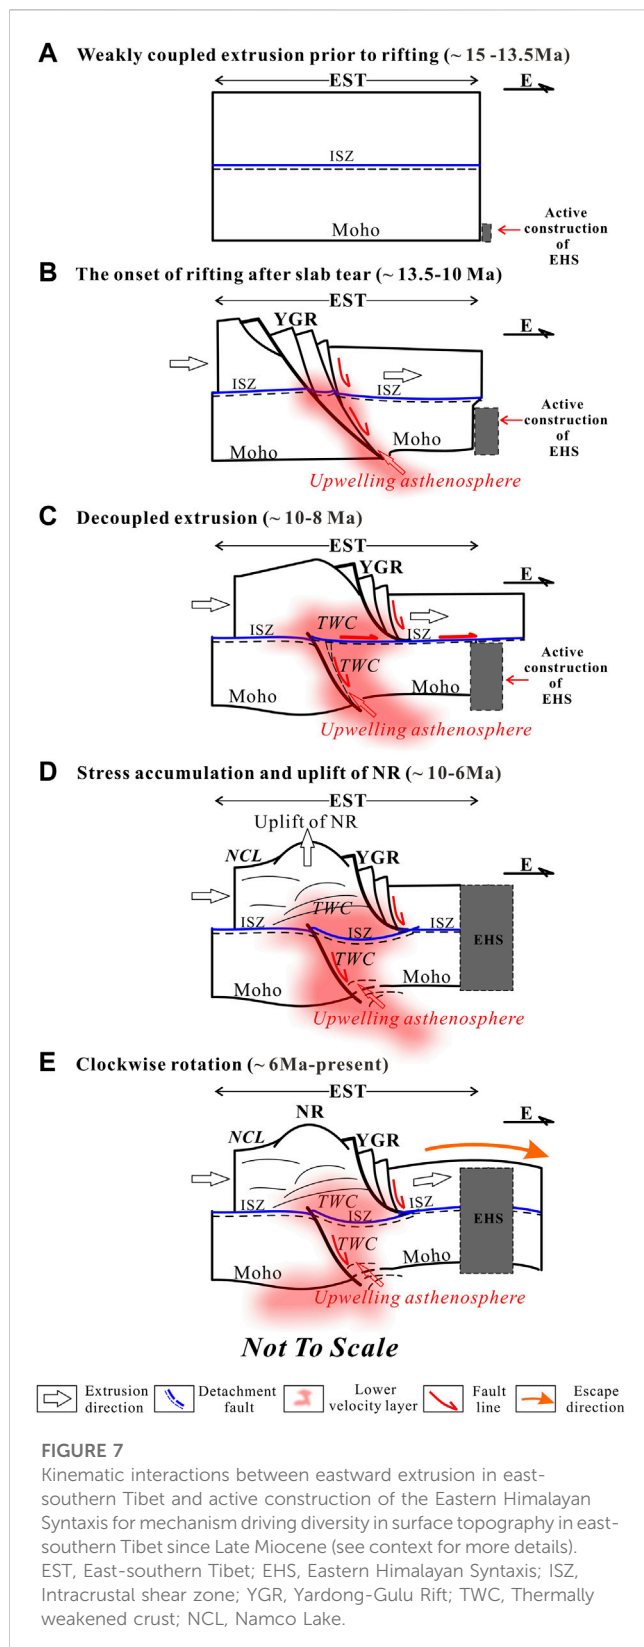 A Weakly coupled extrusion prior to rifting (~ 15 -13.5Ma)
EST
E
ISZ
Moho
Active
construction
of
EHS
B The onset of rifting after slab tear (~ 13.5-10 Ma)
EST
YGR
E
ISZ
ISZ
Moho
Moho
Active
construction
of
EHS
Upwelling asthenosphere
C Decoupled extrusion (~ 10-8 Ma)
EST
YGR
E
TWC
ISZ
ISZ
TWC
Moho
Moho
Active
construction
of
EHS
Upwelling asthenosphere
D Stress accumulation and uplift of NR (~ 10-6Ma)
EST
Uplift of NR
NCL
YGR
E
TWC
ISZ
ISZ
ISZ
EHS
TWC
Moho
Moho
Upwelling asthenosphere
E Clockwise rotation (~ 6Ma-present)
EST
NR
E
NCL
YGR
TWC
ISZ
ISZ
ISZ
EHS
TWC
Moho
Moho
Upwelling asthenosphere
Not To Scale
Extrusion
direction
Detachment
fault
Lower
velocity layer
Fault
line
Escape
direction
FIGURE 7
Kinematic interactions between eastward extrusion in east-
southern Tibet and active construction of the Eastern Himalayan
Syntaxis for mechanism driving diversity in surface topography in east-
southern Tibet since Late Miocene (see context for more details).
EST, East-southern Tibet; EHS, Eastern Himalayan Syntaxis; ISZ,
Intracrustal shear zone; YGR, Yardong-Gulu Rift; TWC, Thermally
weakened crust; NCL, Namco Lake.